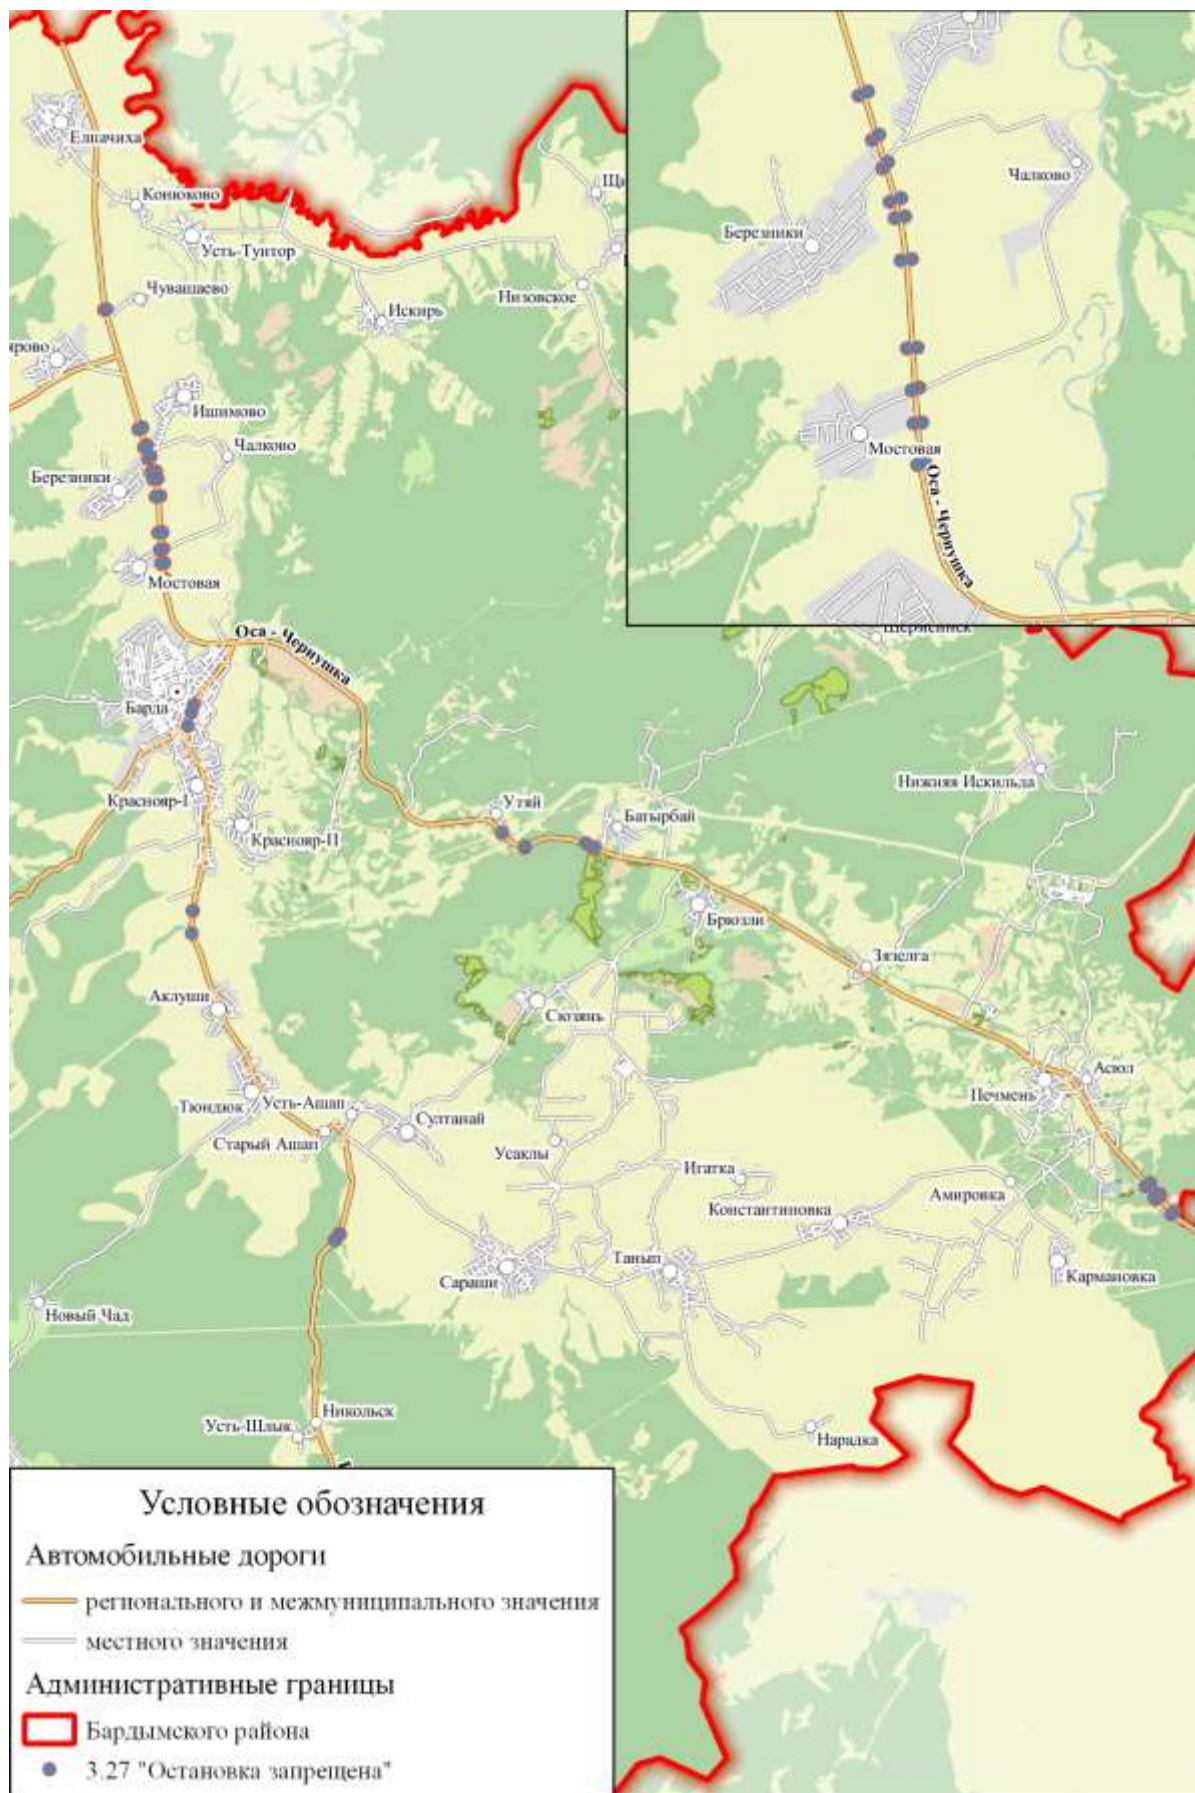 Елпачиха
Конюково
Усть-Тунтор
Чувашаево
Искирь
Низовское
Ишимово
Чалково
Березники
Мостовая
Чалково
Березники
Мостовая
Оса - Чернушка
Оса - Чернушка
Барда
Краснояр-I
Краснояр-II
Утяй
Батырбай
Нижняя Искильда
Брюзли
Зязелга
Аклуши
Сюзянь
Асюл
Печмень
Тюндюк
Усть-Ашап
Султанай
Старый Ашап
Усаклы
Игатка
Амировка
Константиновка
Танып
Сараши
Кармановка
Новый Чад
Никольск
Усть-Шлык
Нарадка
Условные обозначения
Автомобильные дороги
регионального и межмуниципального значения
местного значения
Административные границы
Бардымского района
3.27 "Остановка запрещена"